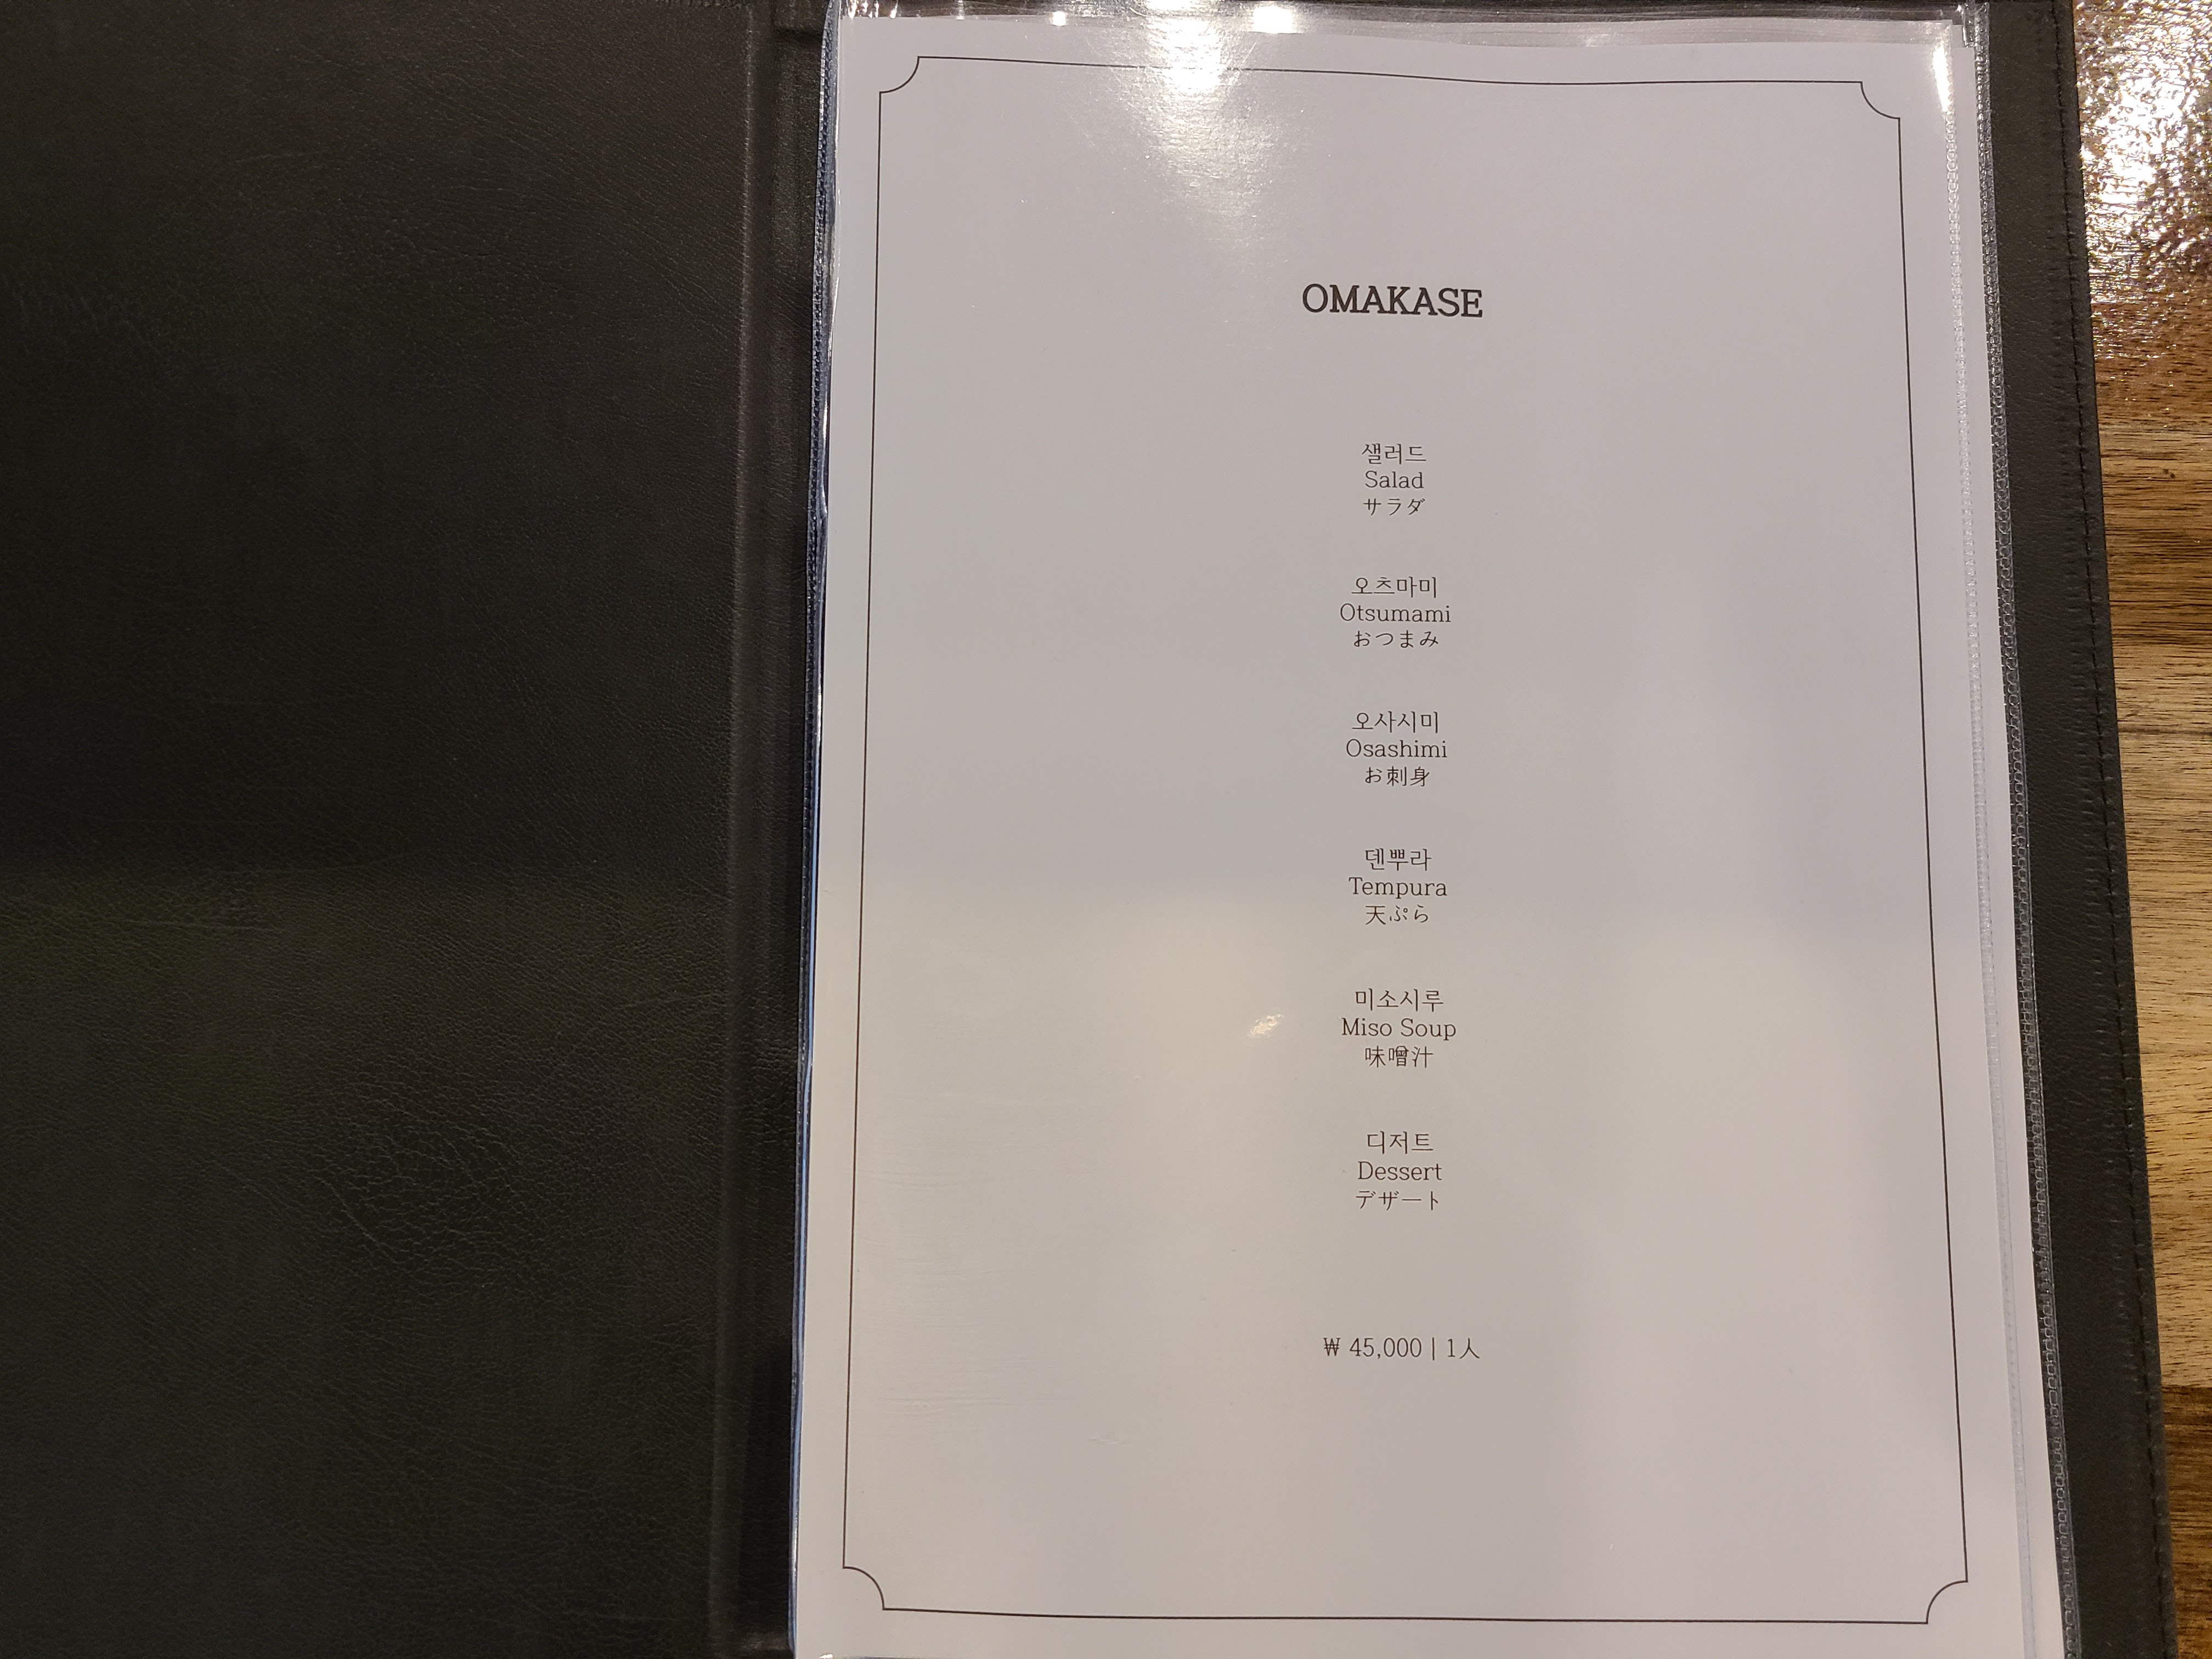 OMAKASE
샐러드
Salad
サラダ
오츠마미
Otsumami
おつまみ
오사시미
Osashimi
お刺身
덴뿌라
Tempura
天ぷら
미소시루
Miso Soup
味噌汁
디저트
Dessert
デザート
₩ 45,000 | 1人